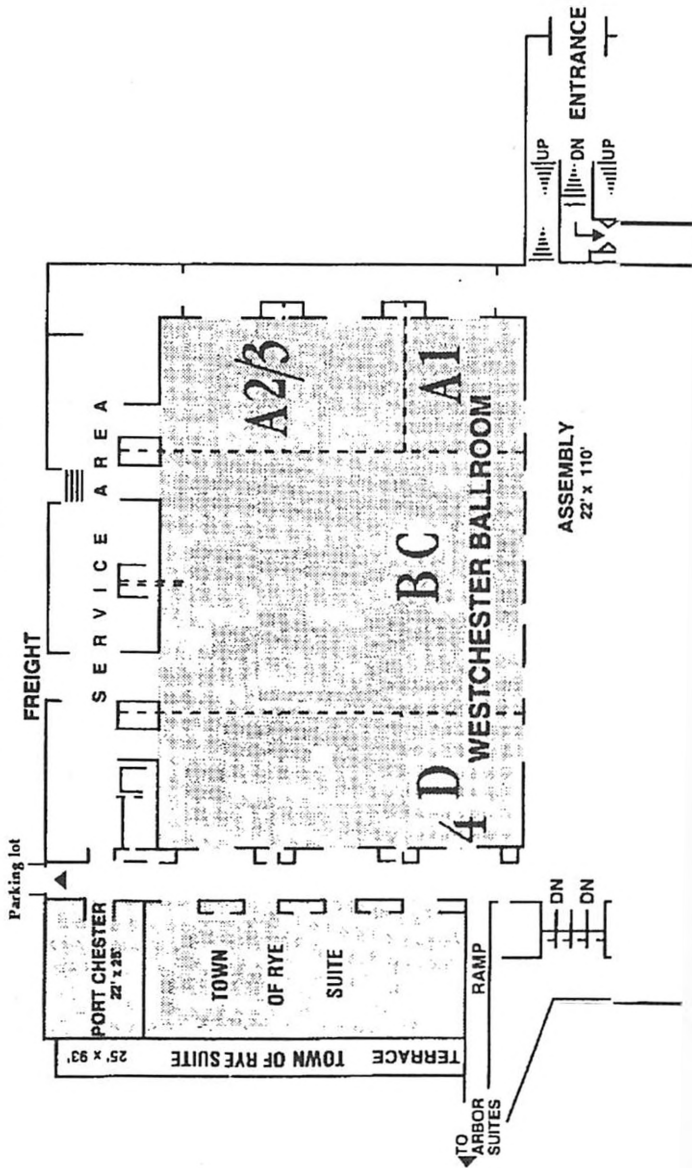 Parking lot
FREIGHT
SERVICE AREA
PORT CHESTER
22' x 25'
TOWN
OF RYE
SUITE
TERRACE TOWN OF RYE SUITE 25' x 93'
TO
ARBOR
SUITES
RAMP
DN
DN
A 2/3
A1
BC
D
4
WESTCHESTER BALLROOM
ASSEMBLY
22' x 110'
UP
DN
UP
ENTRANCE